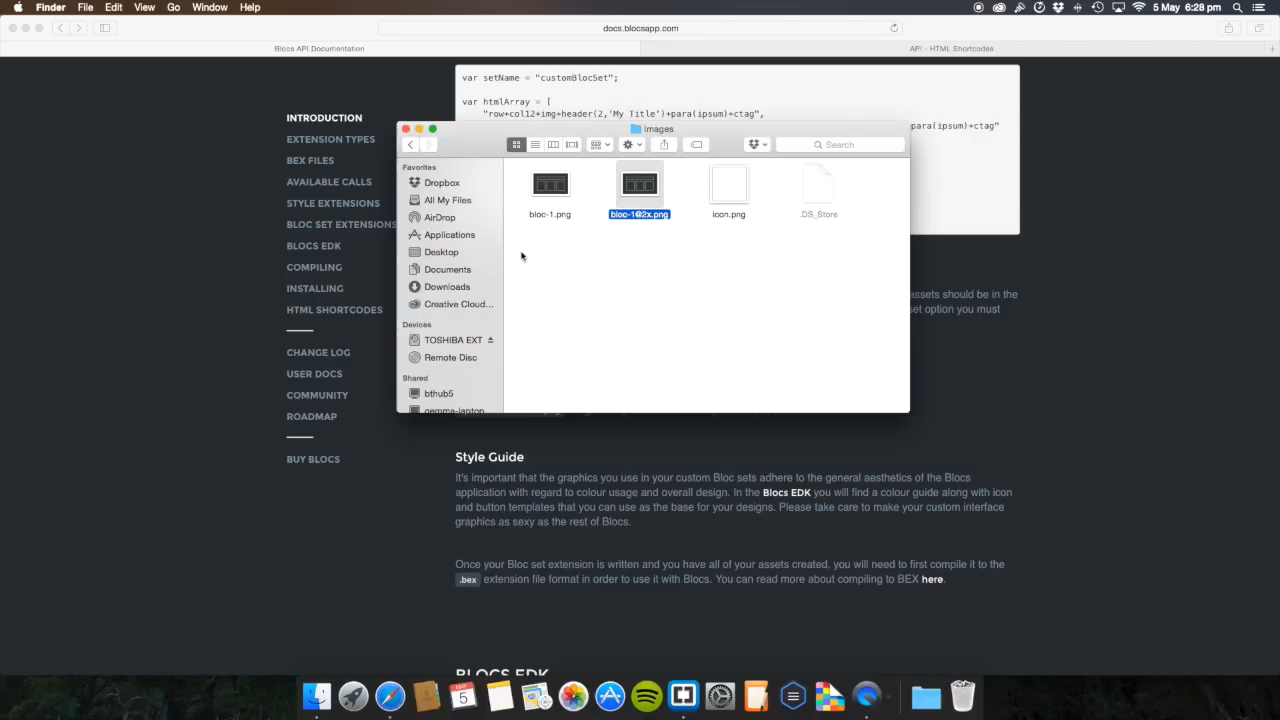 Finder File Edit View Go Window Help
5 May 6:28 pm
docs.blocsapp.com
Blocs API Documentation
API - HTML Shortcodes
var setName = "customBlocSet";
var htmlArray = [
"row+col12+img+header(2,'My Title')+para(ipsum)+ctag",
para(ipsum)+ctag"
INTRODUCTION
EXTENSION TYPES
BEX FILES
AVAILABLE CALLS
STYLE EXTENSIONS
BLOC SET EXTENSIONS
BLOCS EDK
COMPILING
INSTALLING
HTML SHORTCODES
CHANGE LOG
USER DOCS
COMMUNITY
ROADMAP
BUY BLOCS
Images
Search
Favorites
Dropbox
All My Files
AirDrop
Applications
Desktop
Documents
Downloads
Creative Cloud...
Devices
TOSHIBA EXT
Remote Disc
Shared
bthub5
gemma-laptop
bloc-1.png
bloc-1@2x.png
icon.png
.DS_Store
assets should be in the
set option you must
Style Guide
It's important that the graphics you use in your custom Bloc sets adhere to the general aesthetics of the Blocs
application with regard to colour usage and overall design. In the Blocs EDK you will find a colour guide along with icon
and button templates that you can use as the base for your designs. Please take care to make your custom interface
graphics as sexy as the rest of Blocs.
Once your Bloc set extension is written and you have all of your assets created, you will need to first compile it to the
.bex extension file format in order to use it with Blocs. You can read more about compiling to BEX here.
BLOCS EDK
MAY
5